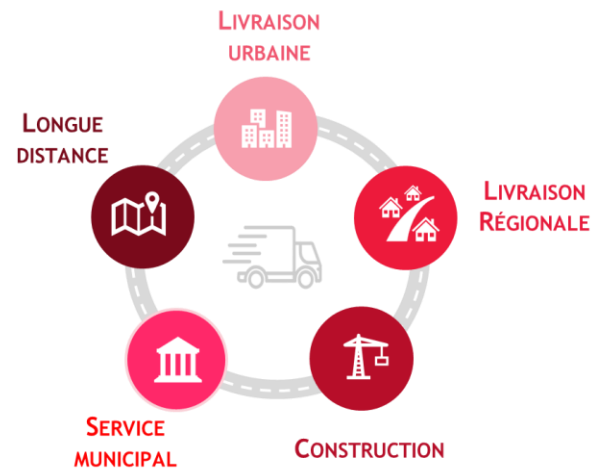 Livraison
urbaine
Longue
distance
Livraison
Régionale
Service
municipal
Construction